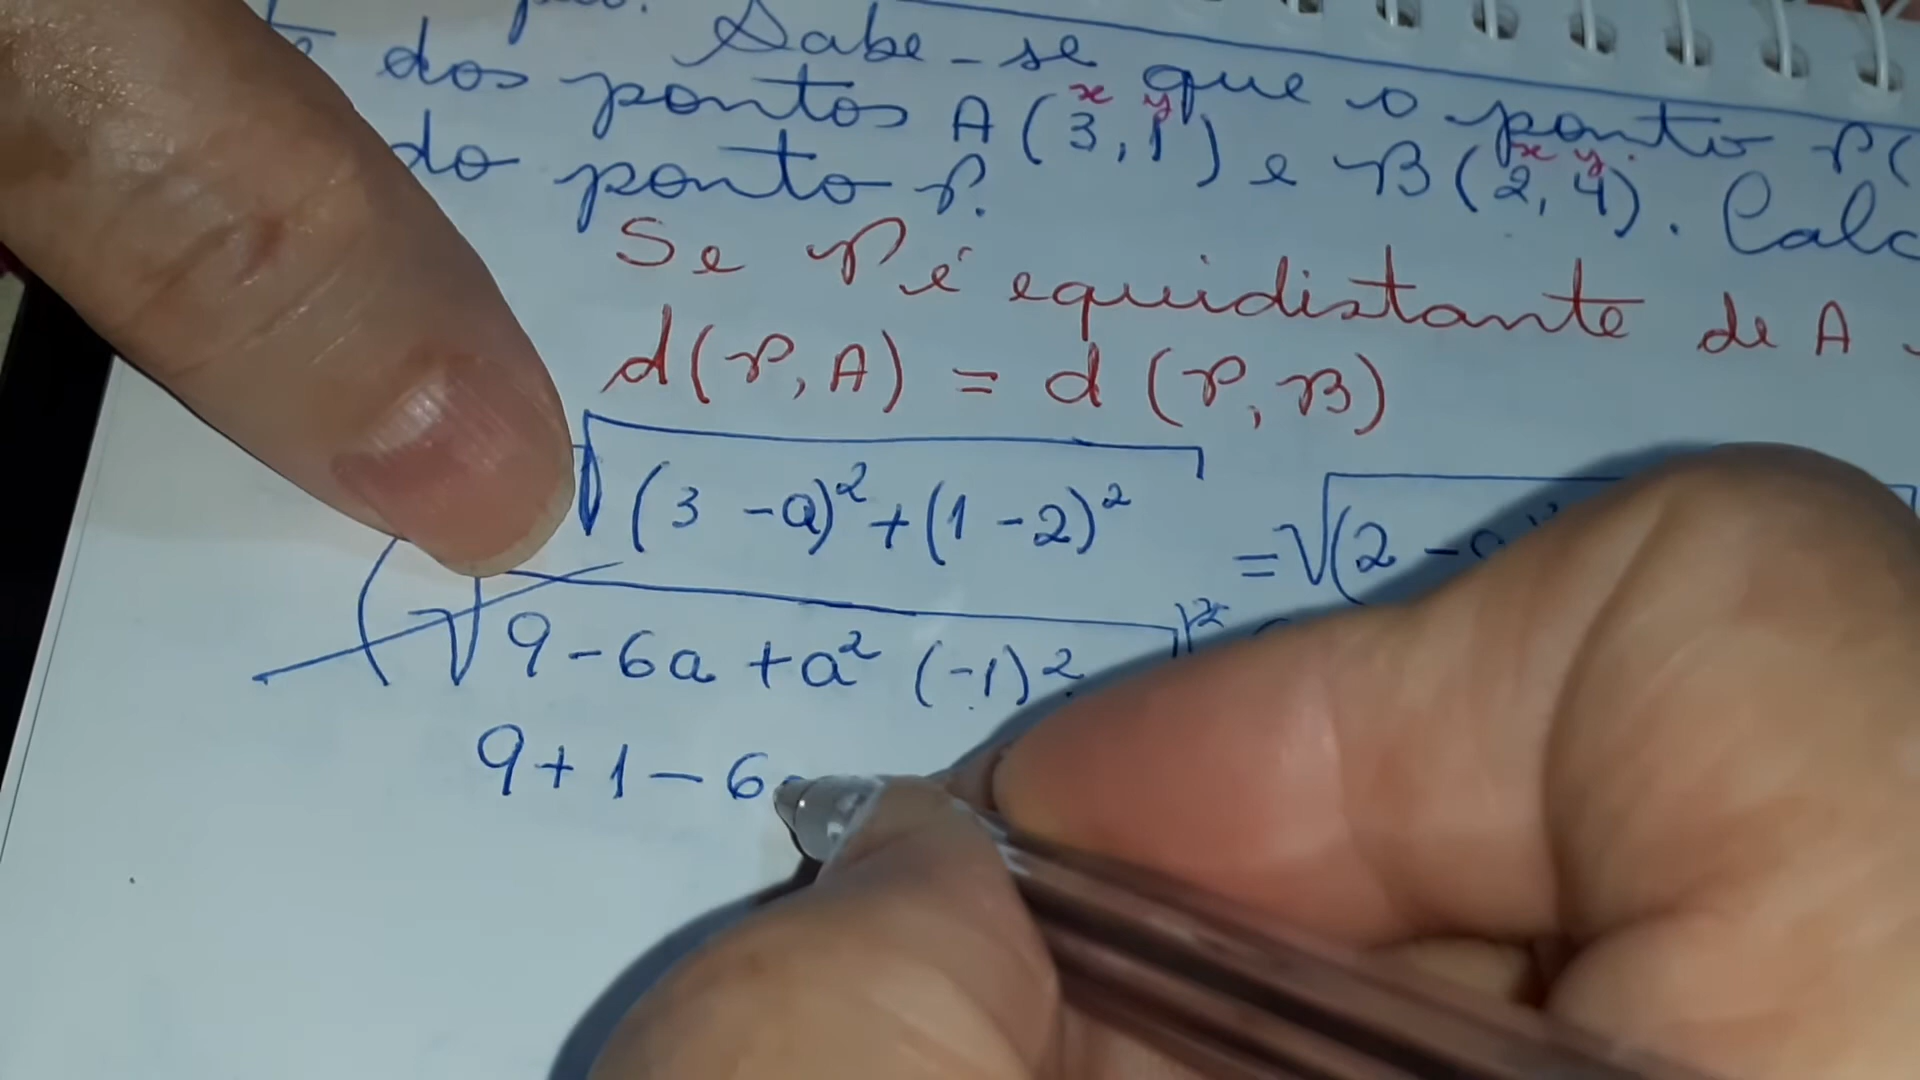 Sabe-se que o ponto P(
dos pontos A(3,1) e B(2,4). Calc
x y x y
do ponto P.
Se P é equidistante de A
d(P,A) = d(P,B)
√(3-a)²+(1-2)² = √(2-a
(√9-6a+a² (-1)²)²
9+1-6